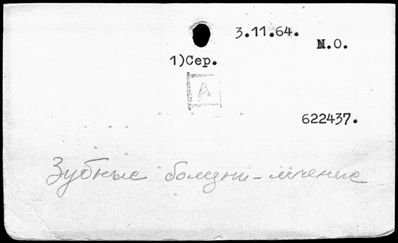 3.11.64.
М.О.
1)Сер.
А
622437.
Зубные болезни - лечение